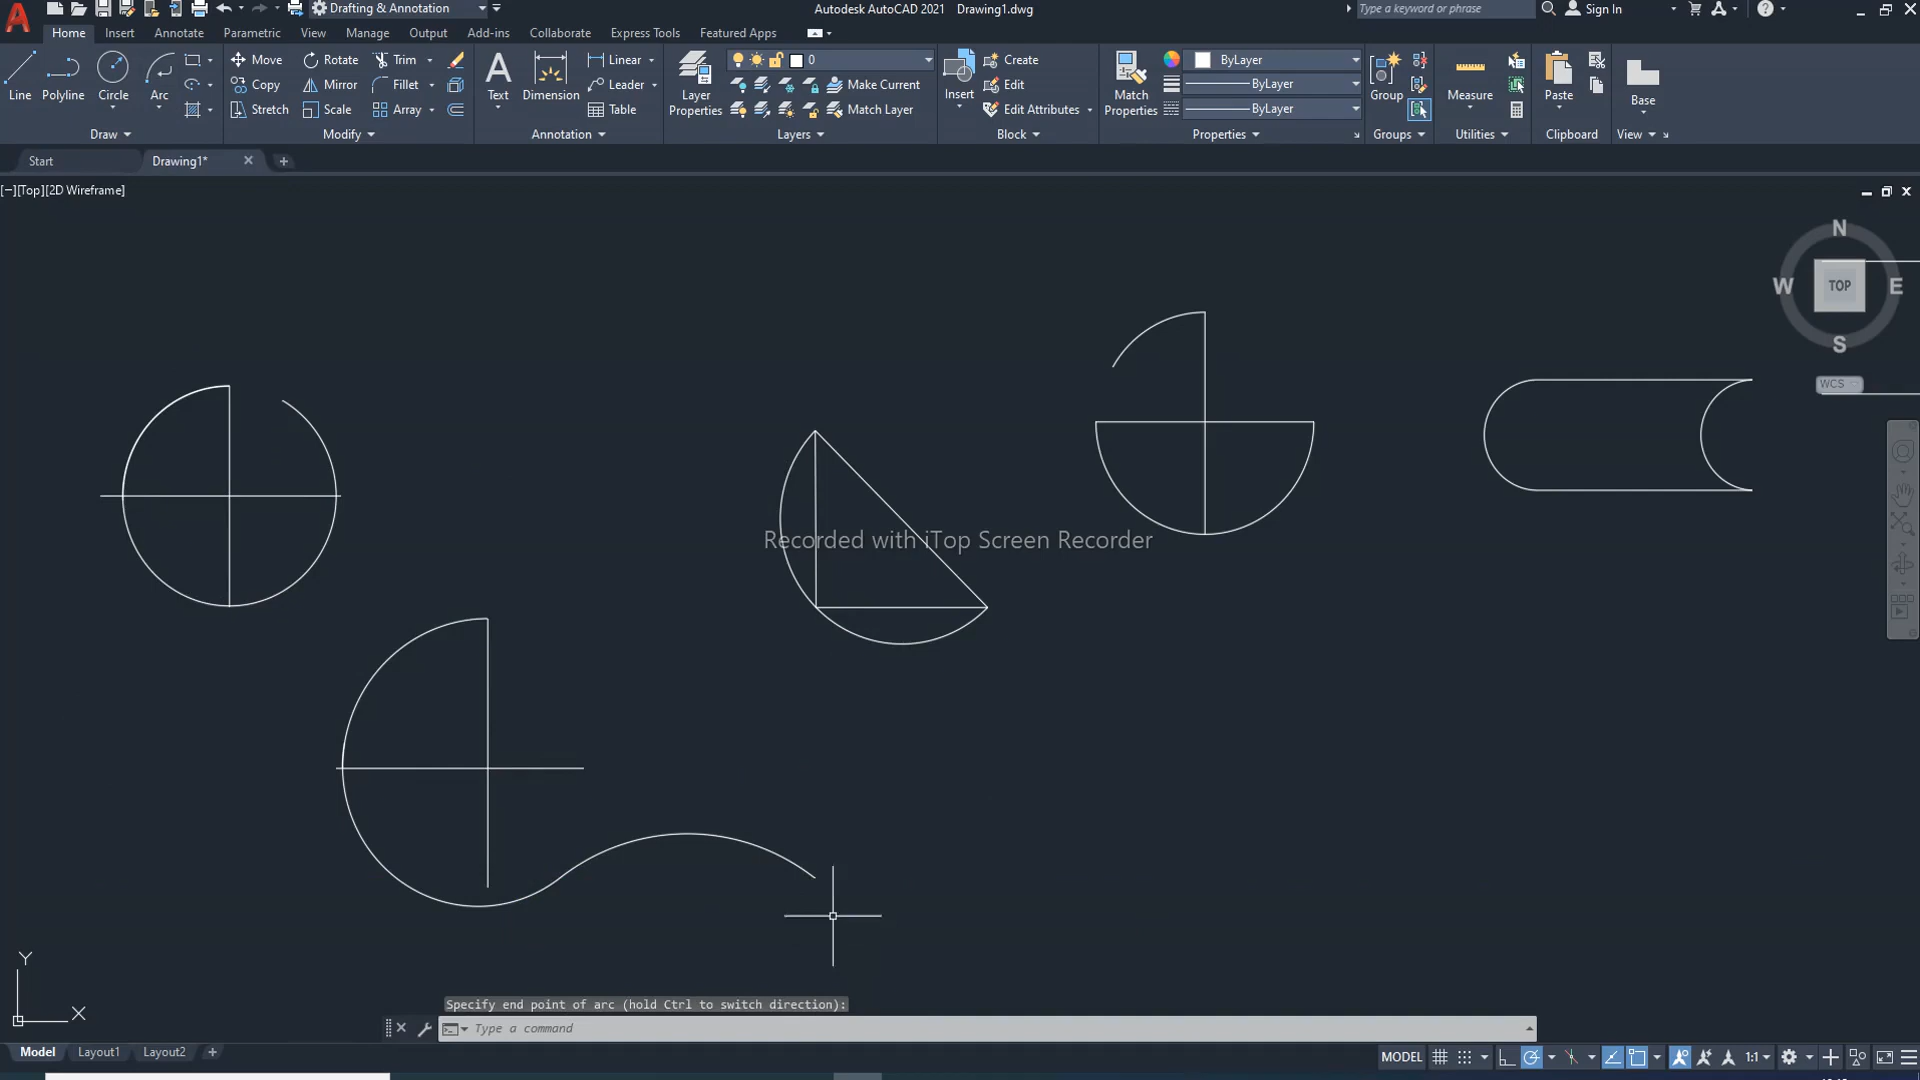 Drafting & Annotation
Autodesk AutoCAD 2021 Drawing1.dwg
Type a keyword or phrase
Sign In
Home Insert Annotate Parametric View Manage Output Add-ins Collaborate Express Tools Featured Apps
Line Polyline Circle Arc
Move Rotate Trim
Copy Mirror Fillet
Stretch Scale Array
Draw Modify
Text Dimension
Linear
Leader
Table
Annotation
Layer Properties
0
Make Current
Match Layer
Layers
Insert
Create
Edit
Edit Attributes
Block
Match Properties
ByLayer
ByLayer
ByLayer
Properties
Group
Groups
Measure
Utilities
Paste
Clipboard
Base
View
Start Drawing1*
[−][Top][2D Wireframe]
N
W TOP E
S
WCS
Recorded with iTop Screen Recorder
Y
X
Specify end point of arc (hold Ctrl to switch direction):
Type a command
Model Layout1 Layout2
MODEL
1:1